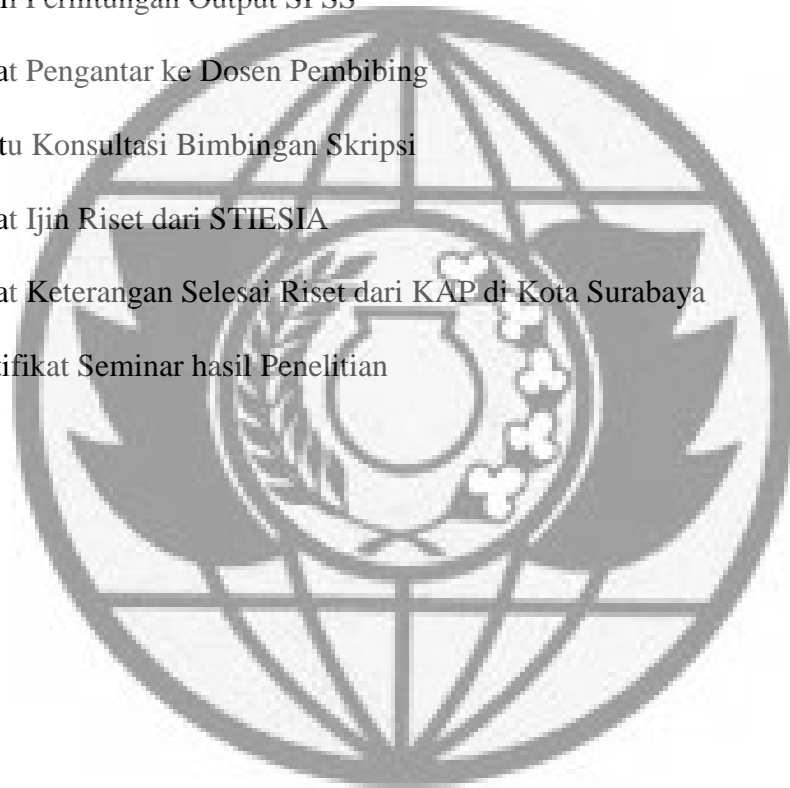 Perhitungan Output SPSS
at Pengantar ke Dosen Pembibing
tu Konsultasi Bimbingan Skripsi
at Ijin Riset dari STIESIA
at Keterangan Selesai Riset dari KAP di Kota Surabaya
tifikat Seminar hasil Penelitian